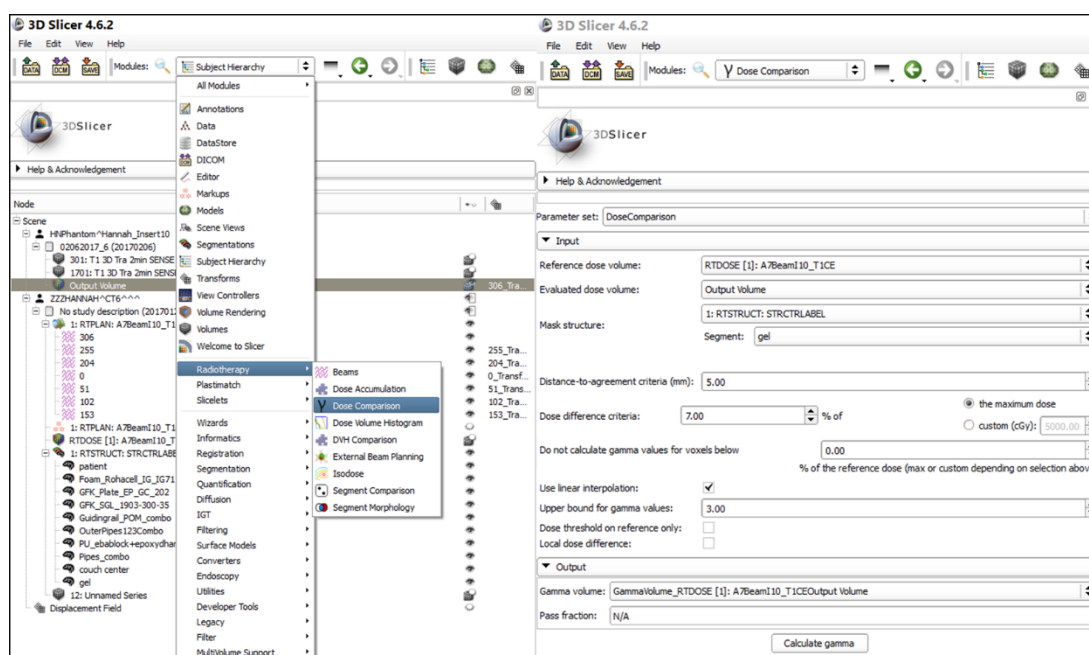 3D Slicer 4.6.2
File Edit View Help
DATA DCM SAVE Modules: Subject Hierarchy
All Modules
Annotations
Data
DataStore
DICOM
Editor
Markups
Models
Scene Views
Segmentations
Subject Hierarchy
Transforms
View Controllers
Volume Rendering
Volumes
Welcome to Slicer
Radiotherapy
Plastimatch
Slicelets
Wizards
Informatics
Registration
Segmentation
Quantification
Diffusion
IGT
Filtering
Surface Models
Converters
Endoscopy
Utilities
Developer Tools
Legacy
Filter
MultiVolume Support
Beams
Dose Accumulation
Dose Comparison
Dose Volume Histogram
DVH Comparison
External Beam Planning
Isodose
Segment Comparison
Segment Morphology
3DSlicer
Help & Acknowledgement
Node
Scene
HNPhantom^Hannah_Insert10
02062017_6 (20170206)
301: T1 3D Tra 2min SENSE
1701: T1 3D Tra 2min SENS
Output Volume 306_Tra...
ZZZHANNAH^CT6^^^
No study description (2017012
1: RTPLAN: A7BeamI10_T1
306
255 255_Tra...
204 204_Tra...
0 0_Transf...
51 51_Trans...
102 102_Tra...
153 153_Tra...
1: RTPLAN: A7BeamI10_T1
RTDOSE [1]: A7BeamI10_T
1: RTSTRUCT: STRCTRLABE
patient
Foam_Rohacell_IG_IG71
GFK_Plate_EP_GC_202
GFK_SGL_1903-300-35
Guidingrail_POM_combo
OuterPipes123Combo
PU_ebablock+epoxydhar
Pipes_combo
couch center
gel
12: Unnamed Series
Displacement Field
3D Slicer 4.6.2
File Edit View Help
DATA DCM SAVE Modules: Dose Comparison
3DSlicer
Help & Acknowledgement
Parameter set: DoseComparison
Input
Reference dose volume: RTDOSE [1]: A7BeamI10_T1CE
Evaluated dose volume: Output Volume
Mask structure: 1: RTSTRUCT: STRCTRLABEL
Segment: gel
Distance-to-agreement criteria (mm): 5.00
Dose difference criteria: 7.00 % of the maximum dose
custom (cGy): 5000.00
Do not calculate gamma values for voxels below 0.00
% of the reference dose (max or custom depending on selection above
Use linear interpolation:
Upper bound for gamma values: 3.00
Dose threshold on reference only:
Local dose difference:
Output
Gamma volume: GammaVolume_RTDOSE [1]: A7BeamI10_T1CEOutput Volume
Pass fraction: N/A
Calculate gamma